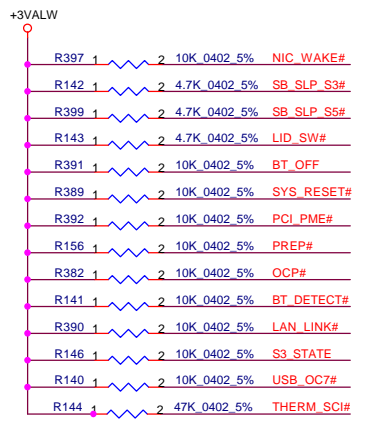 +3VALW
R397 1 2 10K_0402_5% NIC_WAKE#
R142 1 2 4.7K_0402_5% SB_SLP_S3#
R399 1 2 4.7K_0402_5% SB_SLP_S5#
R143 1 2 4.7K_0402_5% LID_SW#
R391 1 2 10K_0402_5% BT_OFF
R389 1 2 10K_0402_5% SYS_RESET#
R392 1 2 10K_0402_5% PCI_PME#
R156 1 2 10K_0402_5% PREP#
R382 1 2 10K_0402_5% OCP#
R141 1 2 10K_0402_5% BT_DETECT#
R390 1 2 10K_0402_5% LAN_LINK#
R146 1 2 10K_0402_5% S3_STATE
R140 1 2 10K_0402_5% USB_OC7#
R144 1 2 47K_0402_5% THERM_SCI#